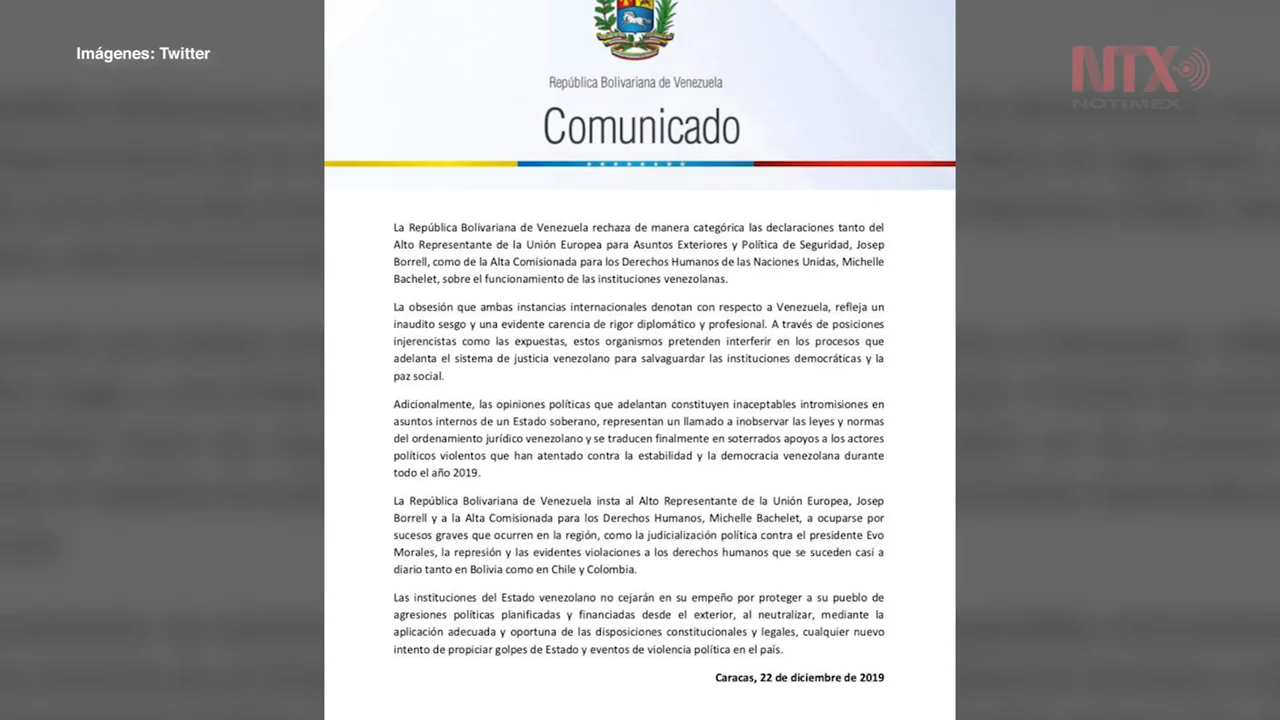 Imágenes: Twitter
NTX
NOTIMEX
República Bolivariana de Venezuela
Comunicado
La República Bolivariana de Venezuela rechaza de manera categórica las declaraciones tanto del
Alto Representante de la Unión Europea para Asuntos Exteriores y Política de Seguridad, Josep
Borrell, como de la Alta Comisionada para los Derechos Humanos de las Naciones Unidas, Michelle
Bachelet, sobre el funcionamiento de las instituciones venezolanas.
La obsesión que ambas instancias internacionales denotan con respecto a Venezuela, refleja un
inaudito sesgo y una evidente carencia de rigor diplomático y profesional. A través de posiciones
injerencistas como las expuestas, estos organismos pretenden interferir en los procesos que
adelanta el sistema de justicia venezolano para salvaguardar las instituciones democráticas y la
paz social.
Adicionalmente, las opiniones políticas que adelantan constituyen inaceptables intromisiones en
asuntos internos de un Estado soberano, representan un llamado a inobservar las leyes y normas
del ordenamiento jurídico venezolano y se traducen finalmente en soterrados apoyos a los actores
políticos violentos que han atentado contra la estabilidad y la democracia venezolana durante
todo el año 2019.
La República Bolivariana de Venezuela insta al Alto Representante de la Unión Europea, Josep
Borrell y a la Alta Comisionada para los Derechos Humanos, Michelle Bachelet, a ocuparse por
sucesos graves que ocurren en la región, como la judicialización política contra el presidente Evo
Morales, la represión y las evidentes violaciones a los derechos humanos que se suceden casi a
diario tanto en Bolivia como en Chile y Colombia.
Las instituciones del Estado venezolano no cejarán en su empeño por proteger a su pueblo de
agresiones políticas planificadas y financiadas desde el exterior, al neutralizar, mediante la
aplicación adecuada y oportuna de las disposiciones constitucionales y legales, cualquier nuevo
intento de propiciar golpes de Estado y eventos de violencia política en el país.
Caracas, 22 de diciembre de 2019